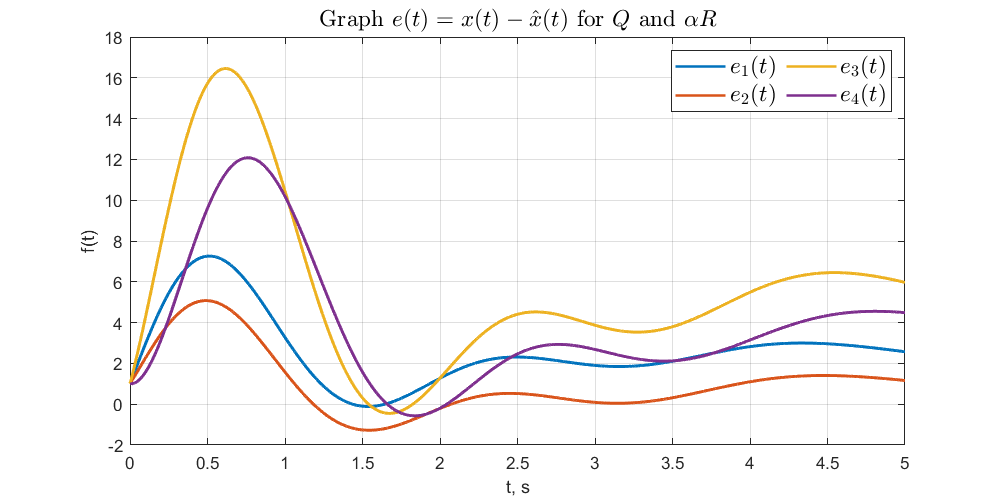 Graph e(t) = x(t) − x̂(t) for Q and αR
e₁(t) e₃(t)
e₂(t) e₄(t)
18
16
14
12
10
8
6
4
2
0
-2
f(t)
0 0.5 1 1.5 2 2.5 3 3.5 4 4.5 5
t, s